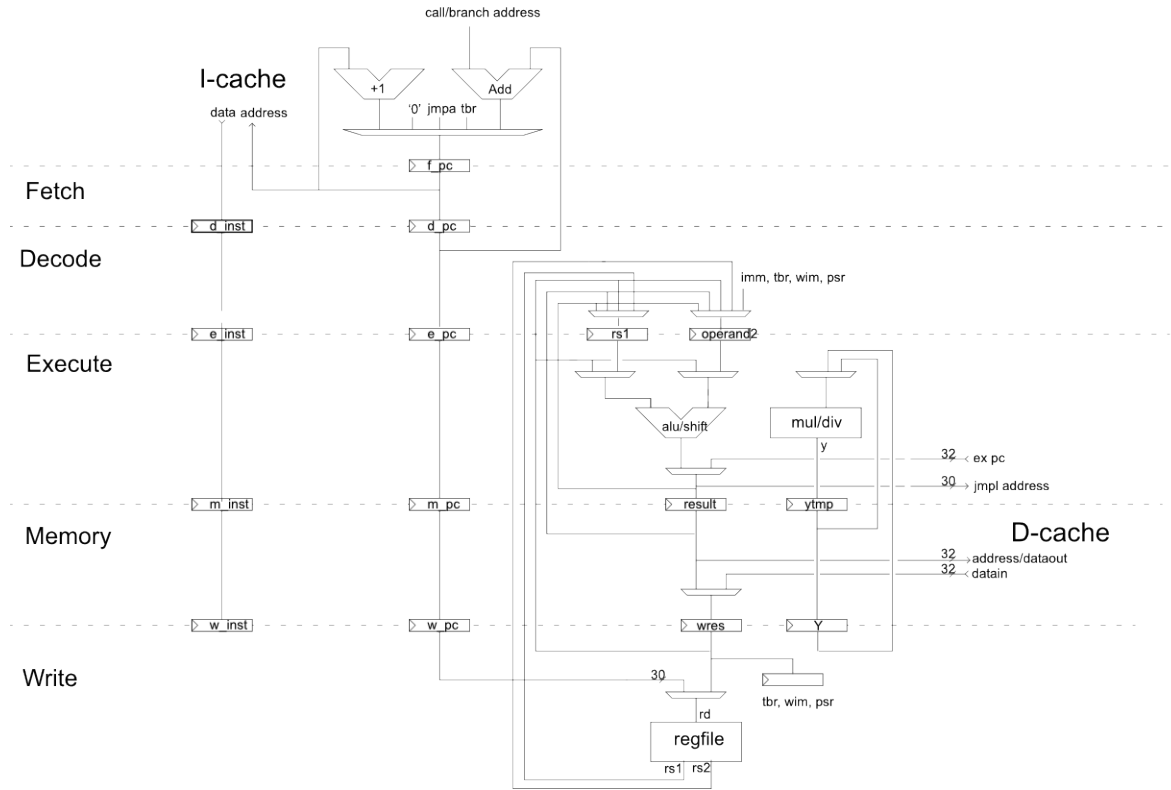 call/branch address
I-cache
+1
Add
data address
'0' jmpa tbr
f_pc
Fetch
d_inst
d_pc
Decode
imm, tbr, wim, psr
e_inst
e_pc
rs1
operand2
Execute
mul/div
alu/shift
y
32
ex pc
30
jmpl address
m_inst
m_pc
result
ytmp
Memory
D-cache
32
address/dataout
32
datain
w_inst
w_pc
wres
Y
Write
30
tbr, wim, psr
rd
regfile
rs1 rs2